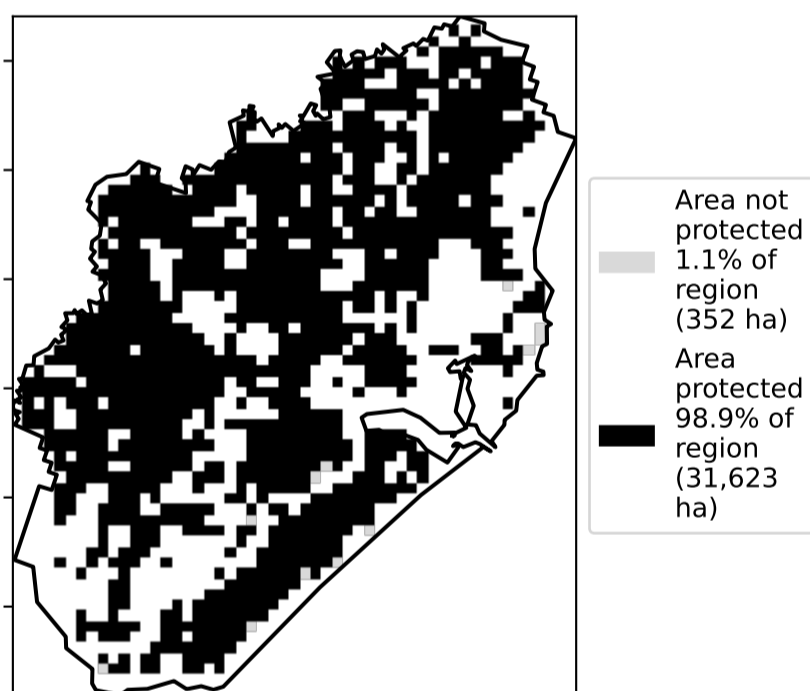 Area not
protected
1.1% of
region
(352 ha)
Area
protected
98.9% of
region
(31,623
ha)